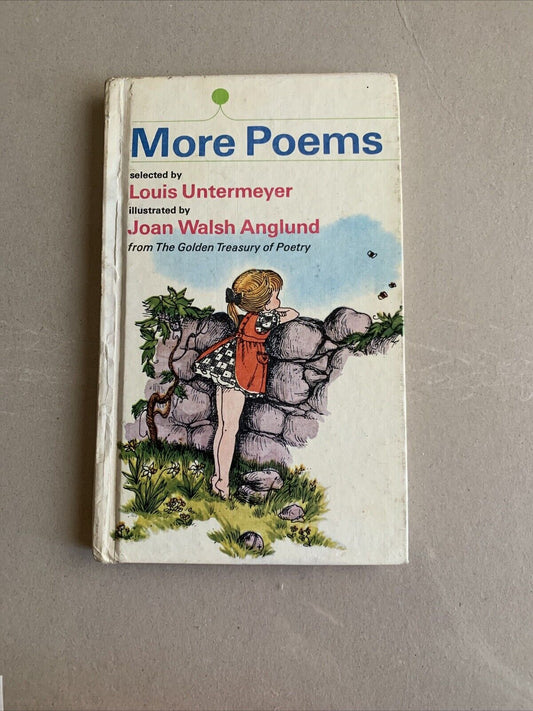 More Poems
selected by
Louis Untermeyer
illustrated by
Joan Walsh Anglund
from The Golden Treasury of Poetry